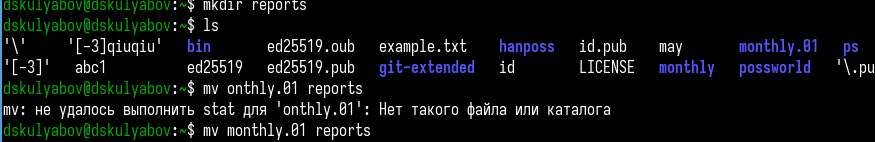 dskulyabov@dskulyabov:~$ mkdir reports
dskulyabov@dskulyabov:~$ ls
'\' '[-3]qiuqiu' bin ed25519.oub example.txt hanposs id.pub may monthly.01 ps
'[-3]' abc1 ed25519 ed25519.pub git-extended id LICENSE monthly possworld '\.pu
dskulyabov@dskulyabov:~$ mv onthly.01 reports
mv: не удалось выполнить stat для 'onthly.01': Нет такого файла или каталога
dskulyabov@dskulyabov:~$ mv monthly.01 reports